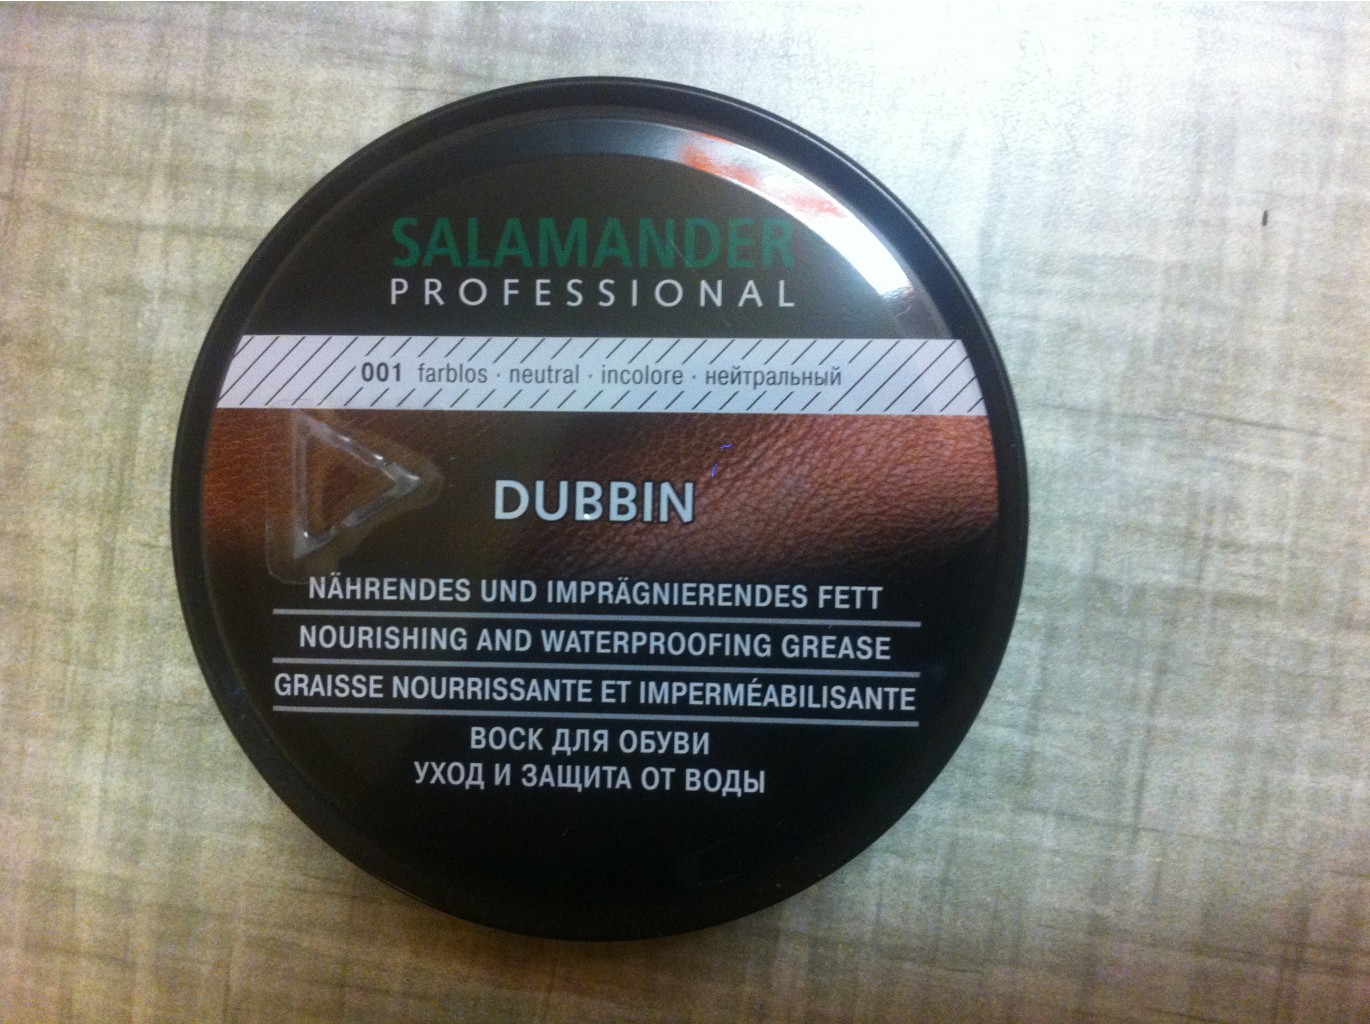 SALAMANDER
PROFESSIONAL
001 farblos · neutral · incolore · нейтральный
DUBBIN
NÄHRENDES UND IMPRÄGNIERENDES FETT
NOURISHING AND WATERPROOFING GREASE
GRAISSE NOURRISSANTE ET IMPERMÉABILISANTE
ВОСК ДЛЯ ОБУВИ
УХОД И ЗАЩИТА ОТ ВОДЫ